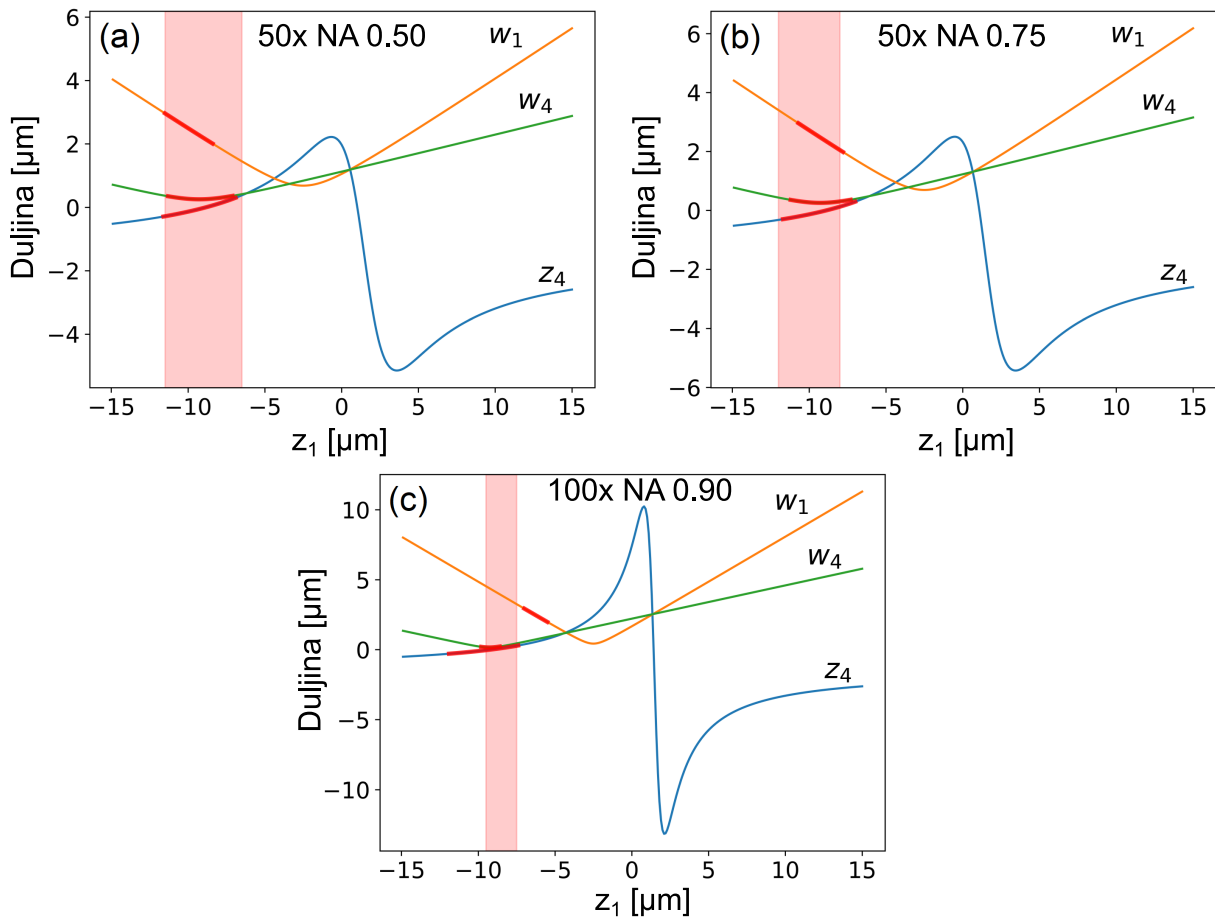 (a) 50x NA 0.50
w₁
w₄
z₄
Duljina [µm]
6
4
2
0
−2
−4
−15 −10 −5 0 5 10 15
z₁ [µm]
(b) 50x NA 0.75
w₁
w₄
z₄
Duljina [µm]
6
4
2
0
−2
−4
−6
−15 −10 −5 0 5 10 15
z₁ [µm]
(c) 100x NA 0.90
w₁
w₄
z₄
Duljina [µm]
10
5
0
−5
−10
−15 −10 −5 0 5 10 15
z₁ [µm]